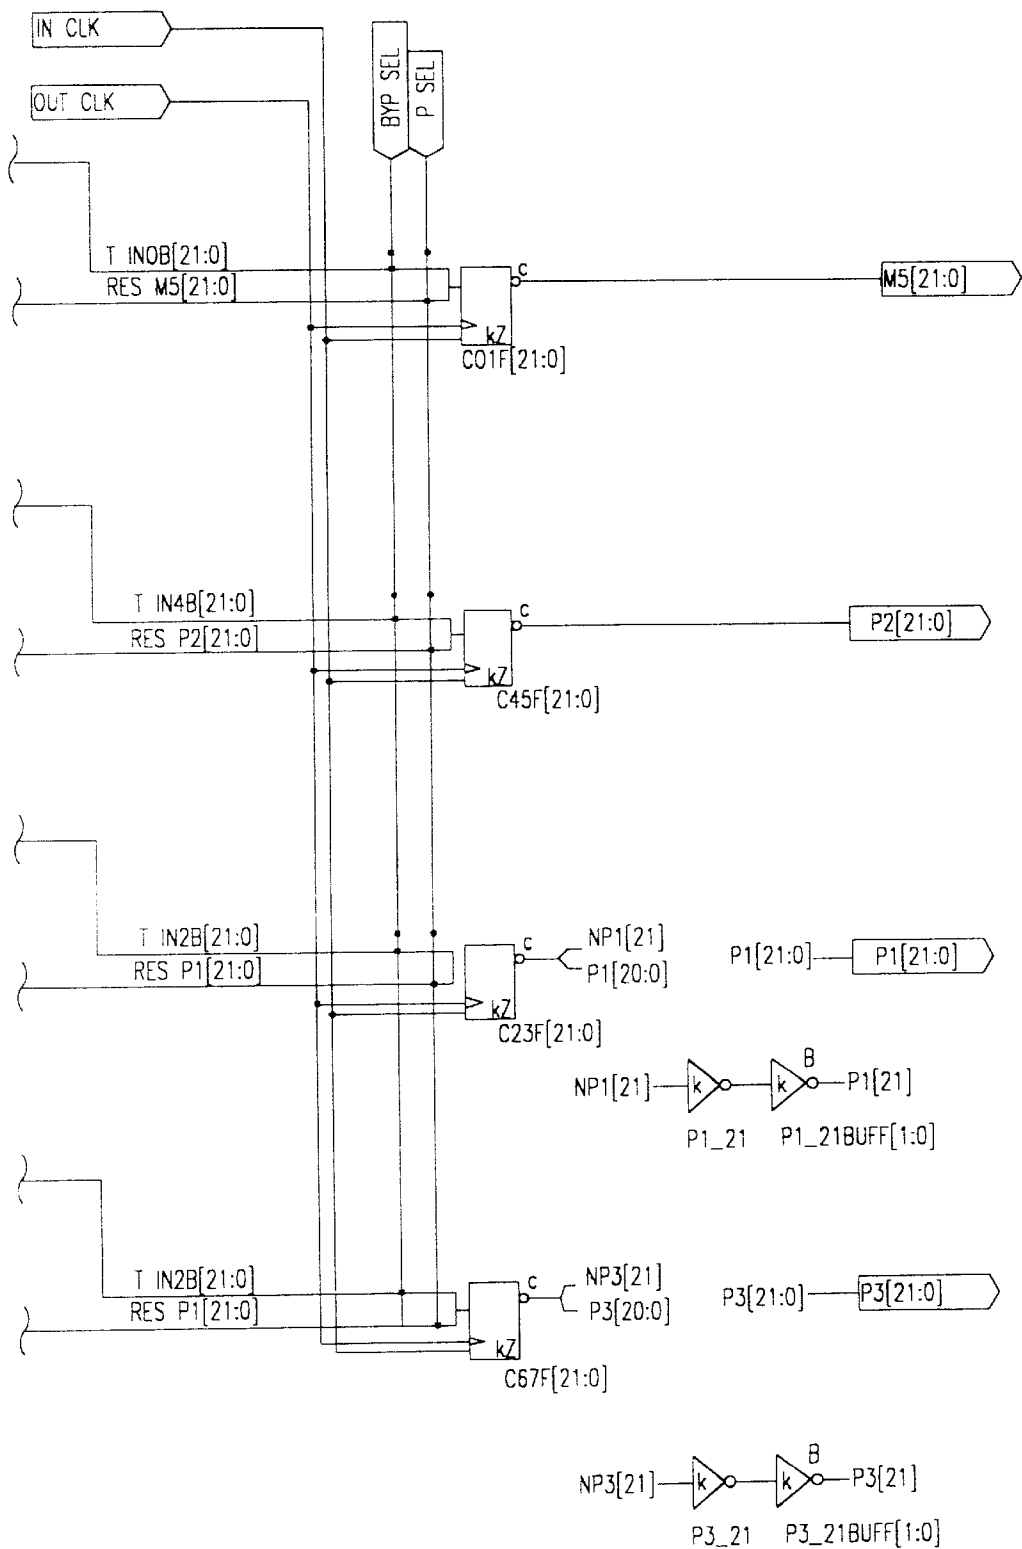 IN CLK
OUT CLK
BYP SEL
P SEL
T IN0B[21:0]
RES M5[21:0]
C
M5[21:0]
kZ
C01F[21:0]
T IN4B[21:0]
RES P2[21:0]
C
P2[21:0]
kZ
C45F[21:0]
T IN2B[21:0]
RES P1[21:0]
C
NP1[21]
P1[20:0]
P1[21:0]
P1[21:0]
kZ
C23F[21:0]
NP1[21]
k
k
B
P1[21]
P1_21
P1_21BUFF[1:0]
T IN2B[21:0]
RES P1[21:0]
C
NP3[21]
P3[20:0]
P3[21:0]
P3[21:0]
kZ
C67F[21:0]
NP3[21]
k
k
B
P3[21]
P3_21
P3_21BUFF[1:0]